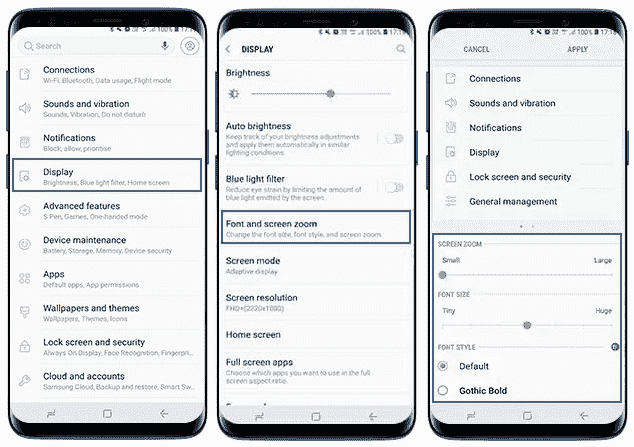 100% 17:19
Search
Connections
Wi-Fi, Bluetooth, Data usage, Flight mode
Sounds and vibration
Sounds, Vibration, Do not disturb
Notifications
Block, allow, prioritise
Display
Brightness, Blue light filter, Home screen
Advanced features
S Pen, Games, One-handed mode
Device maintenance
Battery, Storage, Memory, Device security
Apps
Default apps, App permissions
Wallpapers and themes
Wallpapers, Themes, Icons
Lock screen and security
Always On Display, Face Recognition, Fingerpri...
Cloud and accounts
Samsung Cloud, Backup and restore, Smart Sw...
100% 17:19
DISPLAY
Brightness
Auto brightness
Keep track of your brightness adjustments
and apply them automatically in similar
lighting conditions.
Blue light filter
Reduce eye strain by limiting the amount of
blue light emitted by the screen.
Font and screen zoom
Change the font size, font style, and screen zoom.
Screen mode
Adaptive display
Screen resolution
FHD+(2220x1080)
Home screen
Full screen apps
Choose which apps you want to use in the full
screen aspect ratio.
100% 17:18
CANCEL
APPLY
Connections
Sounds and vibration
Notifications
Display
Lock screen and security
General management
SCREEN ZOOM
Small
Large
FONT SIZE
Tiny
Huge
FONT STYLE
Default
Gothic Bold